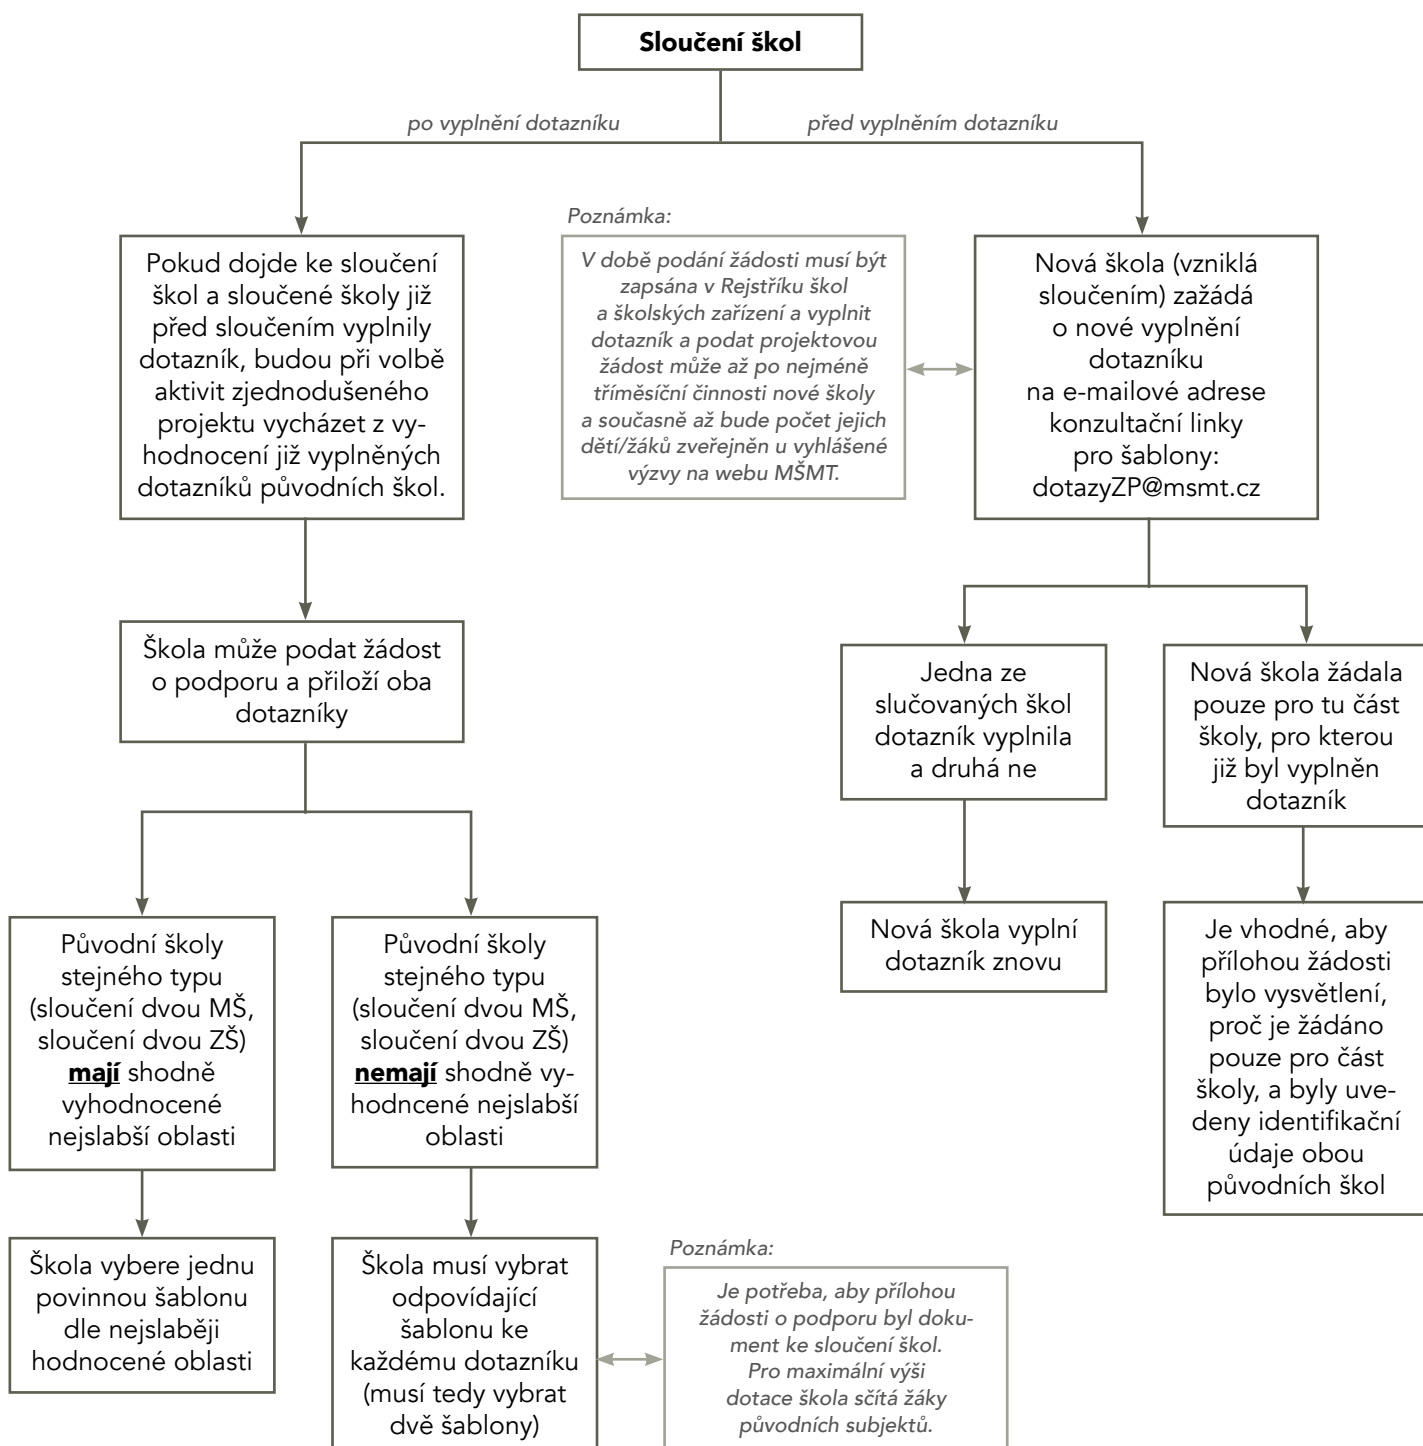 Sloučení škol
po vyplnění dotazníku
před vyplněním dotazníku
Pokud dojde ke sloučení
škol a sloučené školy již
před sloučením vyplnily
dotazník, budou při volbě
aktivit zjednodušeného
projektu vycházet z vy-
hodnocení již vyplněných
dotazníků původních škol.
Poznámka:
V době podání žádosti musí být
zapsána v Rejstříku škol
a školských zařízení a vyplnit
dotazník a podat projektovou
žádost může až po nejméně
tříměsíční činnosti nové školy
a současně až bude počet jejich
dětí/žáků zveřejněn u vyhlášené
výzvy na webu MŠMT.
Nová škola (vzniklá
sloučením) zažádá
o nové vyplnění
dotazníku
na e-mailové adrese
konzultační linky
pro šablony:
dotazyZP@msmt.cz
Škola může podat žádost
o podporu a přiloží oba
dotazníky
Jedna ze
slučovaných škol
dotazník vyplnila
a druhá ne
Nová škola žádala
pouze pro tu část
školy, pro kterou
již byl vyplněn
dotazník
Původní školy
stejného typu
(sloučení dvou MŠ,
sloučení dvou ZŠ)
mají shodně
vyhodnocené
nejslabší oblasti
Původní školy
stejného typu
(sloučení dvou MŠ,
sloučení dvou ZŠ)
nemají shodně vy-
hodncené nejslabší
oblasti
Nová škola vyplní
dotazník znovu
Je vhodné, aby
přílohou žádosti
bylo vysvětlení,
proč je žádáno
pouze pro část
školy, a byly uve-
deny identifikační
údaje obou
původních škol
Škola vybere jednu
povinnou šablonu
dle nejslaběji
hodnocené oblasti
Škola musí vybrat
odpovídající
šablonu ke
každému dotazníku
(musí tedy vybrat
dvě šablony)
Poznámka:
Je potřeba, aby přílohou
žádosti o podporu byl doku-
ment ke sloučení škol.
Pro maximální výši
dotace škola sčítá žáky
původních subjektů.